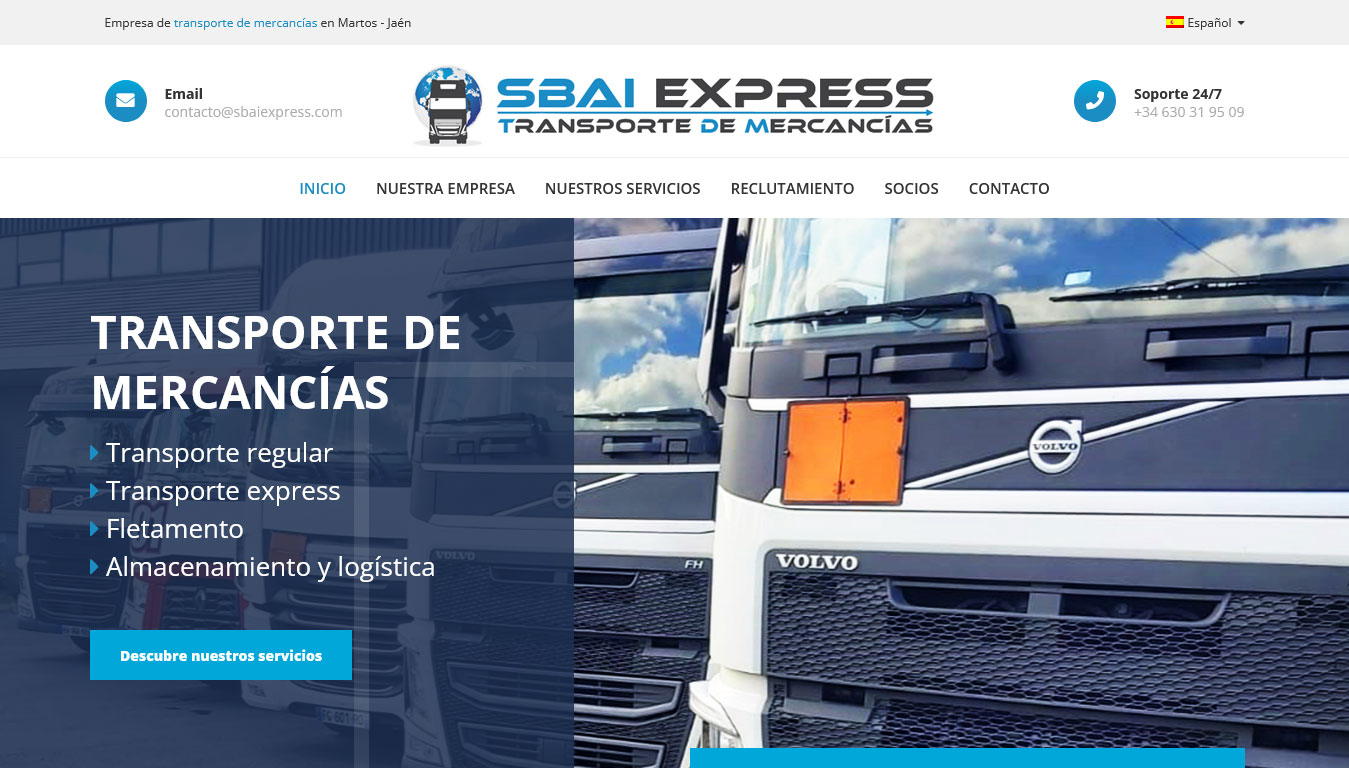 Empresa de transporte de mercancías en Martos - Jaén
Español
Email
contacto@sbaiexpress.com
SBAI EXPRESS
TRANSPORTE DE MERCANCÍAS
Soporte 24/7
+34 630 31 95 09
INICIO NUESTRA EMPRESA NUESTROS SERVICIOS RECLUTAMIENTO SOCIOS CONTACTO
TRANSPORTE DE
MERCANCÍAS
Transporte regular
Transporte express
Fletamento
Almacenamiento y logística
Descubre nuestros servicios
VOLVO
FH
VOLVO
VOLVO